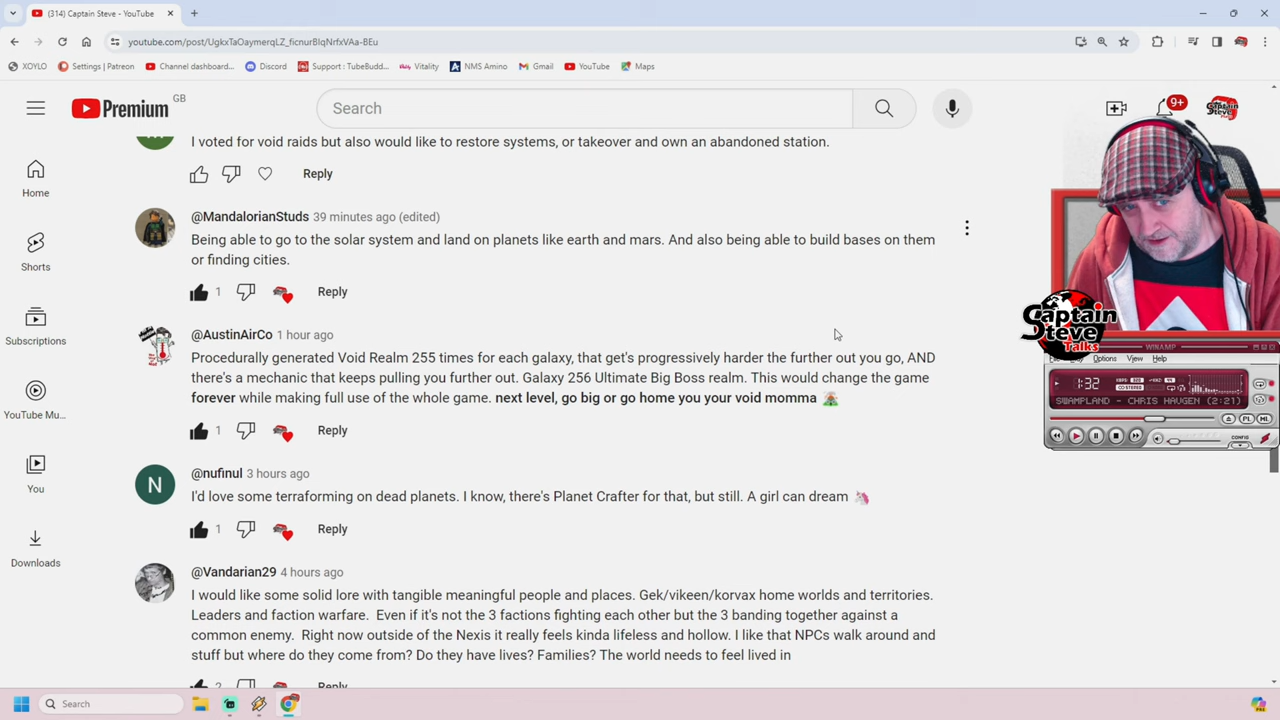 (314) Captain Steve - YouTube
youtube.com/post/UgkxTaOaymerqLZ_ficnurBlqNrfxVAa-BEu
XOYLO
Settings | Patreon
Channel dashboard...
Discord
Support : TubeBudd...
Vitality
NMS Amino
Gmail
YouTube
Maps
Premium
GB
Search
9+
Home
Shorts
Subscriptions
YouTube Mu...
You
Downloads
I voted for void raids but also would like to restore systems, or takeover and own an abandoned station.
Reply
@MandalorianStuds 39 minutes ago (edited)
Being able to go to the solar system and land on planets like earth and mars. And also being able to build bases on them
or finding cities.
1 Reply
@AustinAirCo 1 hour ago
Procedurally generated Void Realm 255 times for each galaxy, that get's progressively harder the further out you go, AND
there's a mechanic that keeps pulling you further out. Galaxy 256 Ultimate Big Boss realm. This would change the game
forever while making full use of the whole game. next level, go big or go home you your void momma
1 Reply
N
@nufinul 3 hours ago
I'd love some terraforming on dead planets. I know, there's Planet Crafter for that, but still. A girl can dream
1 Reply
@Vandarian29 4 hours ago
I would like some solid lore with tangible meaningful people and places. Gek/vikeen/korvax home worlds and territories.
Leaders and faction warfare. Even if it's not the 3 factions fighting each other but the 3 banding together against a
common enemy. Right now outside of the Nexis it really feels kinda lifeless and hollow. I like that NPCs walk around and
stuff but where do they come from? Do they have lives? Families? The world needs to feel lived in
2 Reply
Captain
Steve
Talks
WINAMP
Options View Help
1:32
SWAMPLAND - CHRIS HAUGEN (2:21)
PL ML
CONFIG
Search